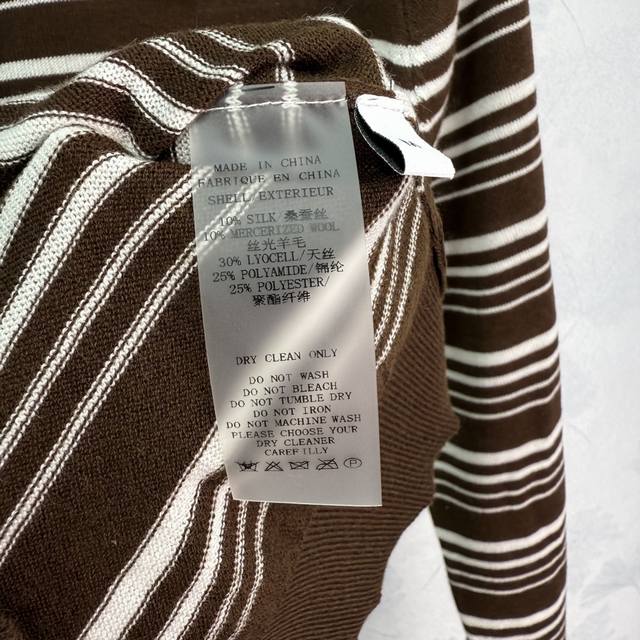 MADE IN CHINA
FABRIQUE EN CHINA
SHELL/EXTERIEUR
10% SILK 桑蚕丝
10% MERCERIZED WOOL
丝光羊毛
30% LYOCELL/天丝
25% POLYAMIDE/锦纶
25% POLYESTER/
聚酯纤维
DRY CLEAN ONLY
DO NOT WASH
DO NOT BLEACH
DO NOT TUMBLE DRY
DO NOT IRON
DO NOT MACHINE WASH
PLEASE CHOOSE YOUR
DRY CLEANER
CAREFILLY
P